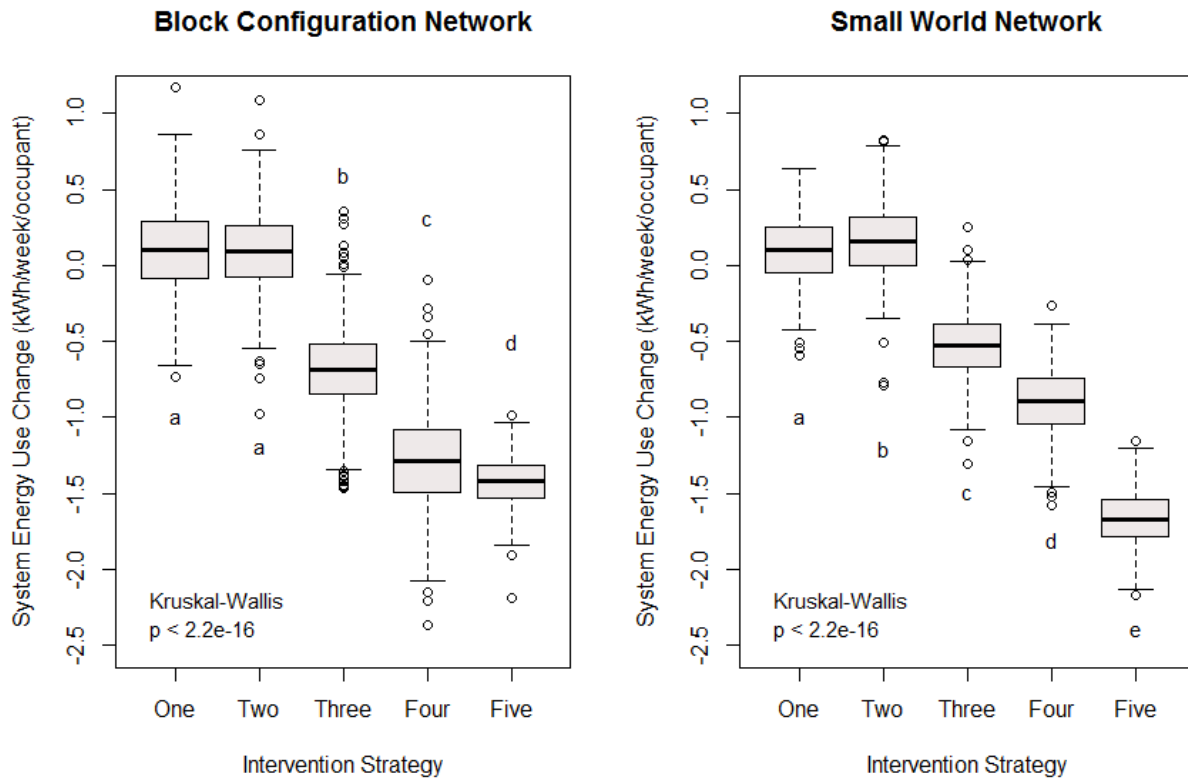 Block Configuration Network
System Energy Use Change (kWh/week/occupant)
1.0
0.5
0.0
-0.5
-1.0
-1.5
-2.0
-2.5
b
c
d
a
a
Kruskal-Wallis
p < 2.2e-16
One Two Three Four Five
Intervention Strategy
Small World Network
System Energy Use Change (kWh/week/occupant)
1.0
0.5
0.0
-0.5
-1.0
-1.5
-2.0
-2.5
a
b
c
d
e
Kruskal-Wallis
p < 2.2e-16
One Two Three Four Five
Intervention Strategy